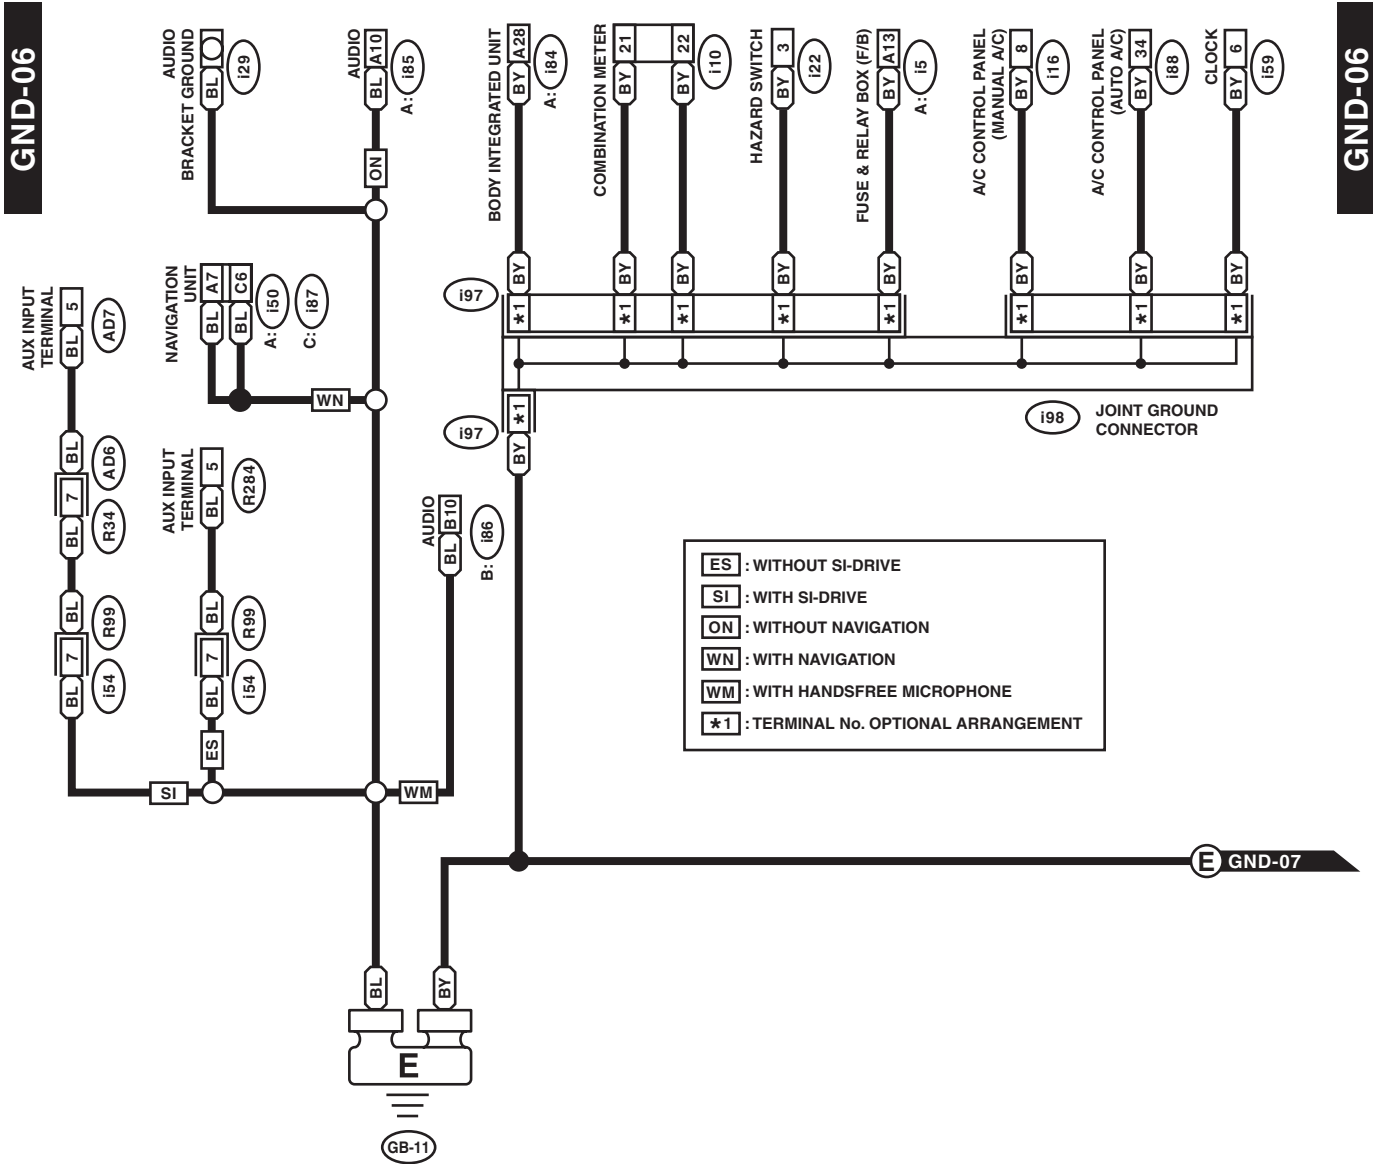 GND-06
GND-06
AUDIO
BRACKET GROUND
BL
i29
AUDIO
A10
BL
i85
A:
ON
BODY INTEGRATED UNIT
A28
BY
i84
A:
COMBINATION METER
21
22
BY
BY
i10
HAZARD SWITCH
3
BY
i22
FUSE & RELAY BOX (F/B)
A13
BY
i5
A:
A/C CONTROL PANEL
(MANUAL A/C)
8
BY
i16
A/C CONTROL PANEL
(AUTO A/C)
34
BY
i88
CLOCK
6
BY
i59
AUX INPUT
TERMINAL
5
BL
AD7
NAVIGATION
UNIT
A7
C6
BL
BL
A: i50
C: i87
WN
i97
BY
BY
BY
BY
BY
BY
BY
BY
*1
*1
*1
*1
*1
*1
*1
*1
i97
*1
BY
i98
JOINT GROUND
CONNECTOR
BL
AD6
7
BL
R34
AUX INPUT
TERMINAL
5
BL
R284
AUDIO
B10
BL
i86
B:
BL
R99
7
BL
i54
BL
R99
7
BL
i54
ES
SI
WM
ES : WITHOUT SI-DRIVE
SI : WITH SI-DRIVE
ON : WITHOUT NAVIGATION
WN : WITH NAVIGATION
WM : WITH HANDSFREE MICROPHONE
*1 : TERMINAL No. OPTIONAL ARRANGEMENT
E GND-07
BL
BY
E
GB-11